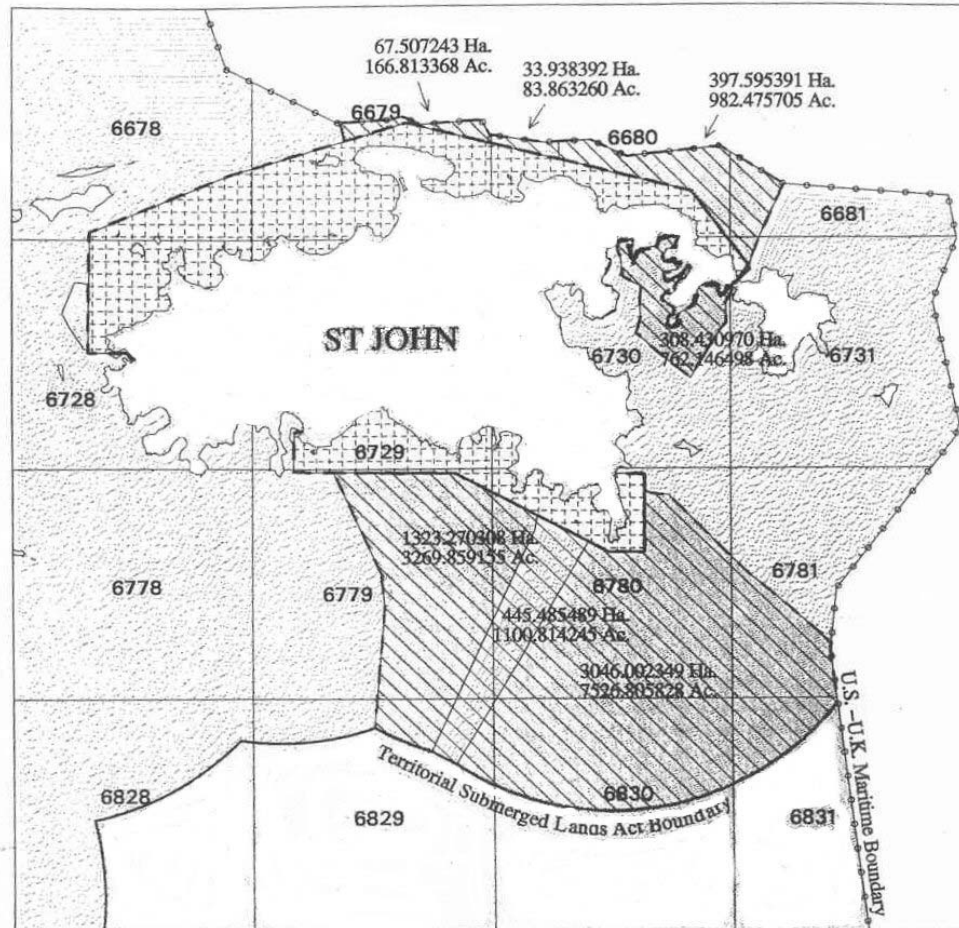 67.507243 Ha.
166.813368 Ac.
33.938392 Ha.
83.863260 Ac.
397.595391 Ha.
982.475705 Ac.
6679
6680
6678
6681
ST JOHN
308.430970 Ha.
762.146498 Ac.
6730
6731
6728
6729
1323.270308 Ha.
3269.859155 Ac.
6778
6779
6780
6781
445.485489 Ha.
1100.814245 Ac.
3046.002349 Ha.
7526.805828 Ac.
U.S. -U.K. Maritime Boundary
Territorial Submerged Lands Act Boundary
6828
6829
6830
6831